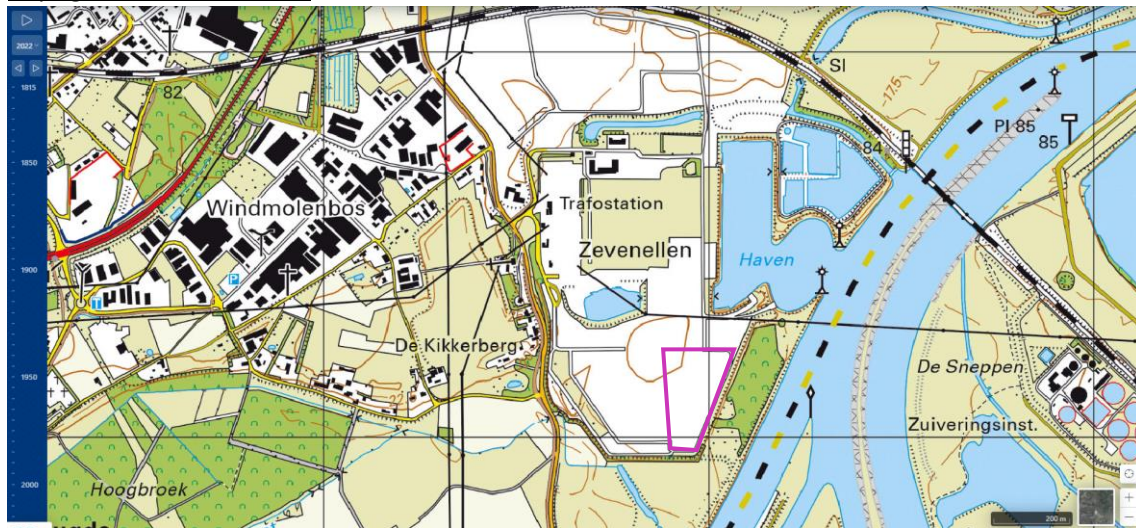 2022
1815
1850
1900
1950
2000
82
P
T
Windmolenbos
Trafostation
Zevenellen
De Kikkerberg
Hoogbroek
Haven
SI
84
175
PI 85
85
De Sneppen
Zuiveringsinst.
200 m